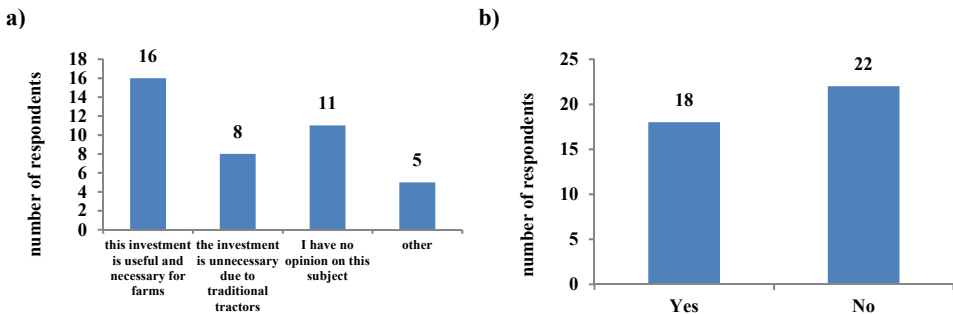 a)
number of respondents
18
16
14
12
10
8
6
4
2
0
16
8
11
5
this investment
is useful and
necessary for
farms
the investment
is unnecessary
due to
traditional
tractors
I have no
opinion on this
subject
other
b)
number of respondents
25
20
15
10
5
0
18
22
Yes
No